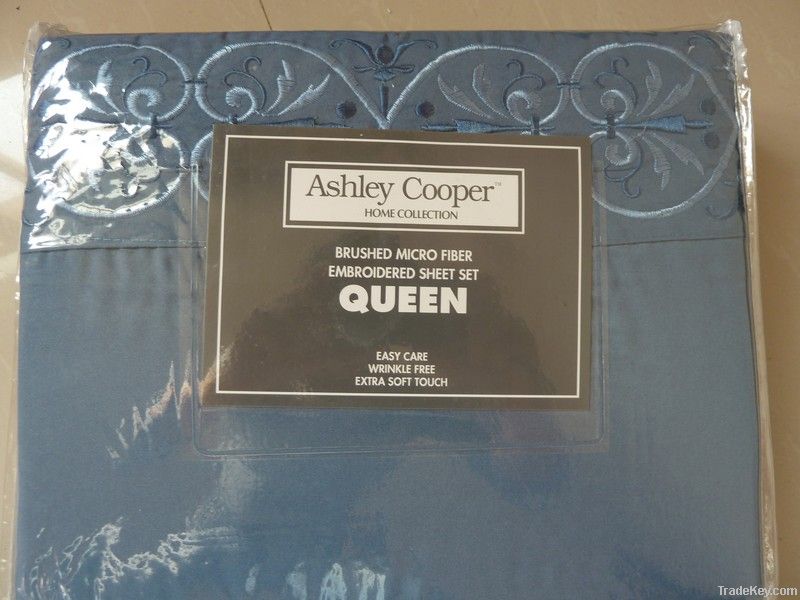 Ashley Cooper™
HOME COLLECTION
BRUSHED MICRO FIBER
EMBROIDERED SHEET SET
QUEEN
EASY CARE
WRINKLE FREE
EXTRA SOFT TOUCH
TradeKey.com